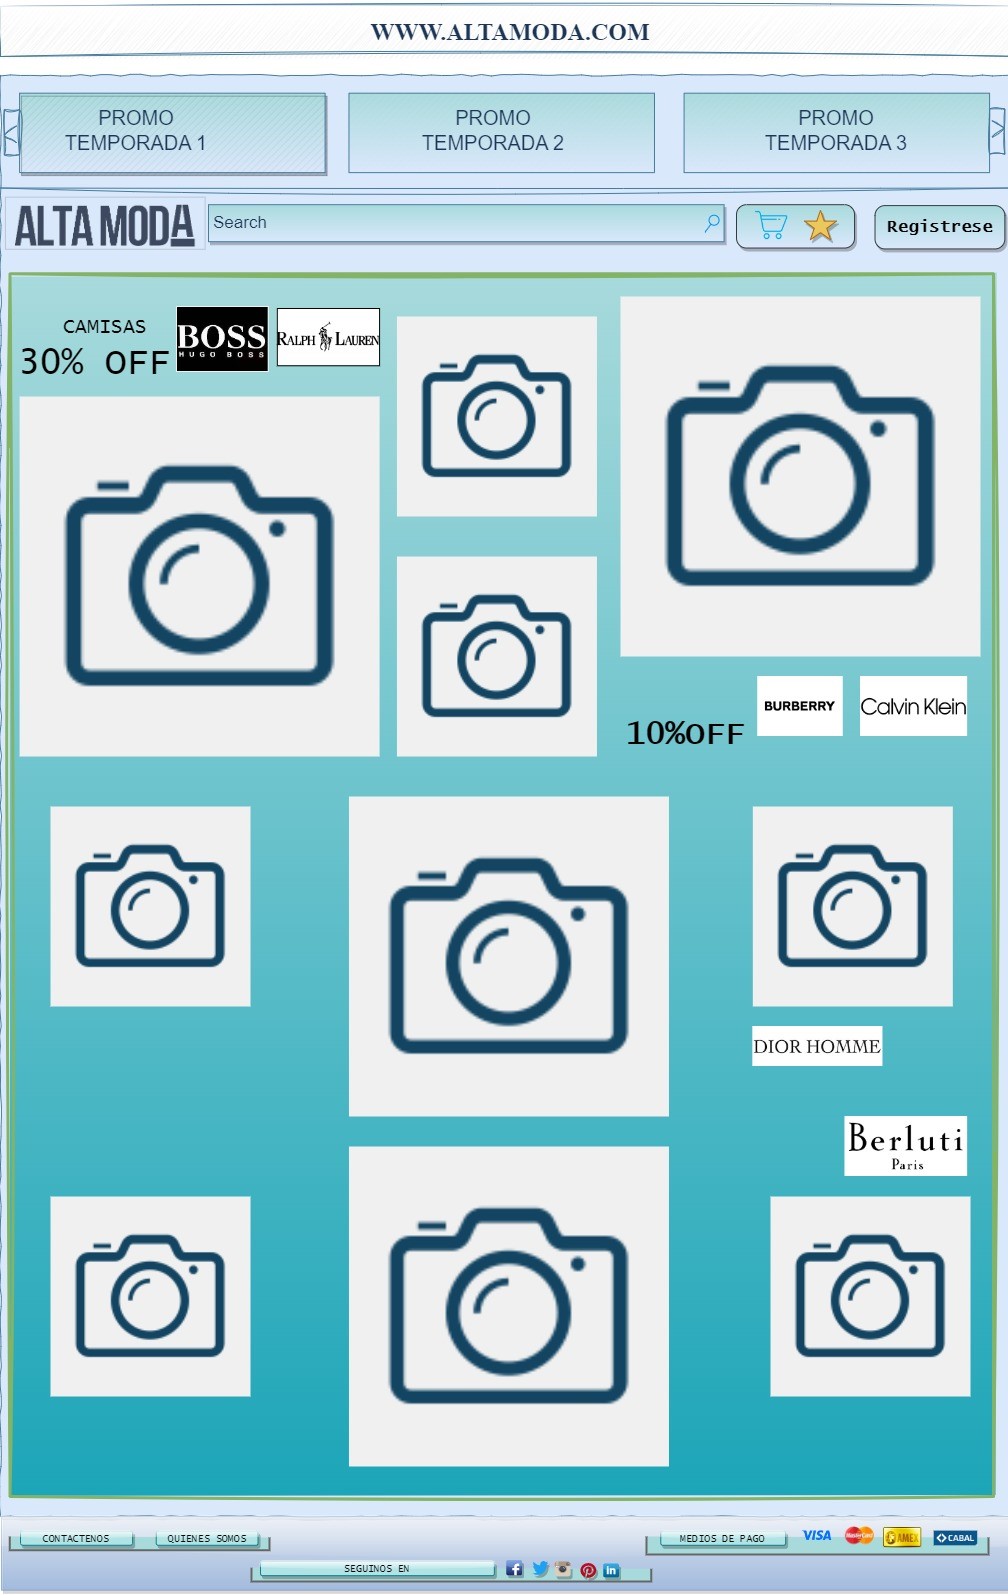 WWW.ALTAMODA.COM
PROMO
TEMPORADA 1
PROMO
TEMPORADA 2
PROMO
TEMPORADA 3
ALTA MODA
Search
Registrese
CAMISAS
30% OFF
BOSS
HUGO BOSS
RALPH LAUREN
10%OFF
BURBERRY
Calvin Klein
DIOR HOMME
Berluti
Paris
CONTACTENOS
QUIENES SOMOS
MEDIOS DE PAGO
VISA
MasterCard
AMEX
CABAL
SEGUINOS EN